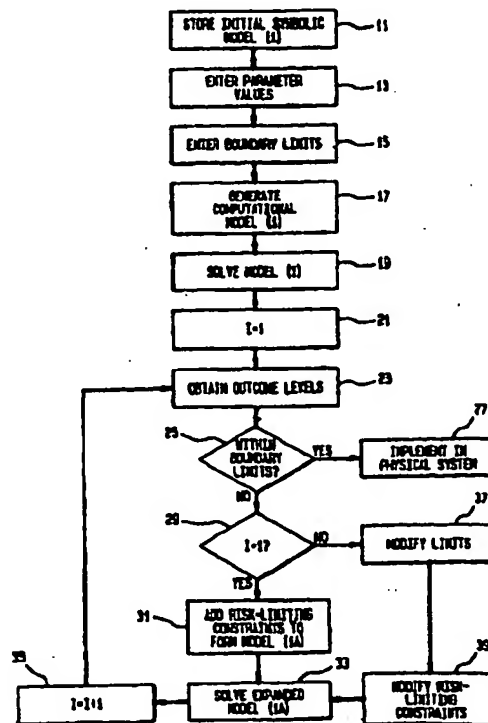 STORE INITIAL SYMBOLIC
MODEL (1)
11
ENTER PARAMETER
VALUES
13
ENTER BOUNDARY LIMITS
15
GENERATE
COMPUTATIONAL
MODEL (1)
17
SOLVE MODEL (1)
19
I=1
21
OBTAIN OUTCOME LEVELS
23
25
WITHIN
BOUNDARY
LIMITS?
YES
NO
IMPLEMENT IN
PHYSICAL SYSTEM
27
29
I=1?
NO
YES
MODIFY LIMITS
37
31
ADD RISK-LIMITING
CONSTRAINTS TO
FORM MODEL (1A)
35
I=I+1
33
SOLVE EXPANDED
MODEL (1A)
39
MODIFY RISK-
LIMITING
CONSTRAINTS